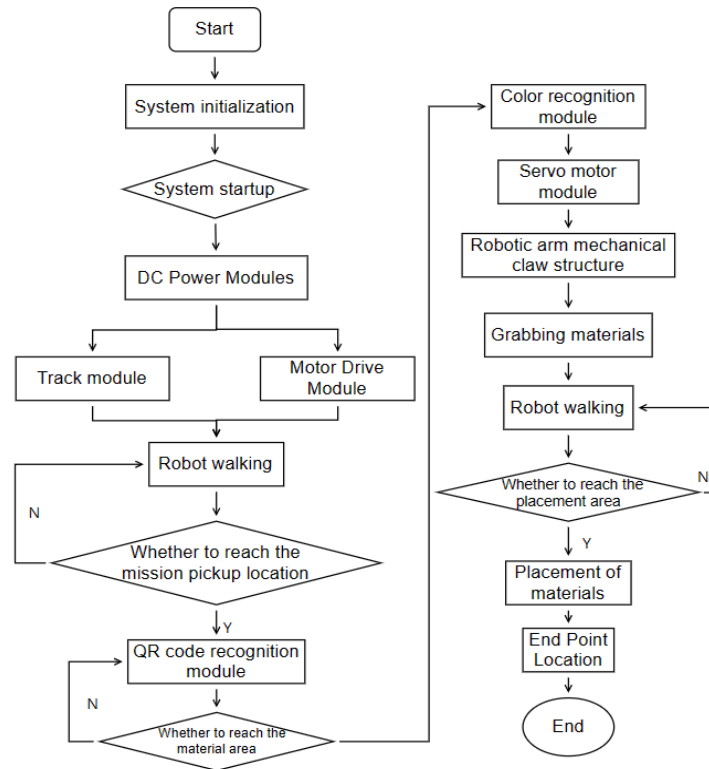 Start
System initialization
System startup
DC Power Modules
Track module
Motor Drive
Module
Robot walking
N
Whether to reach the
mission pickup location
Y
QR code recognition
module
N
Whether to reach the
material area
Color recognition
module
Servo motor
module
Robotic arm mechanical
claw structure
Grabbing materials
Robot walking
Whether to reach the
placement area
N
Y
Placement of
materials
End Point
Location
End